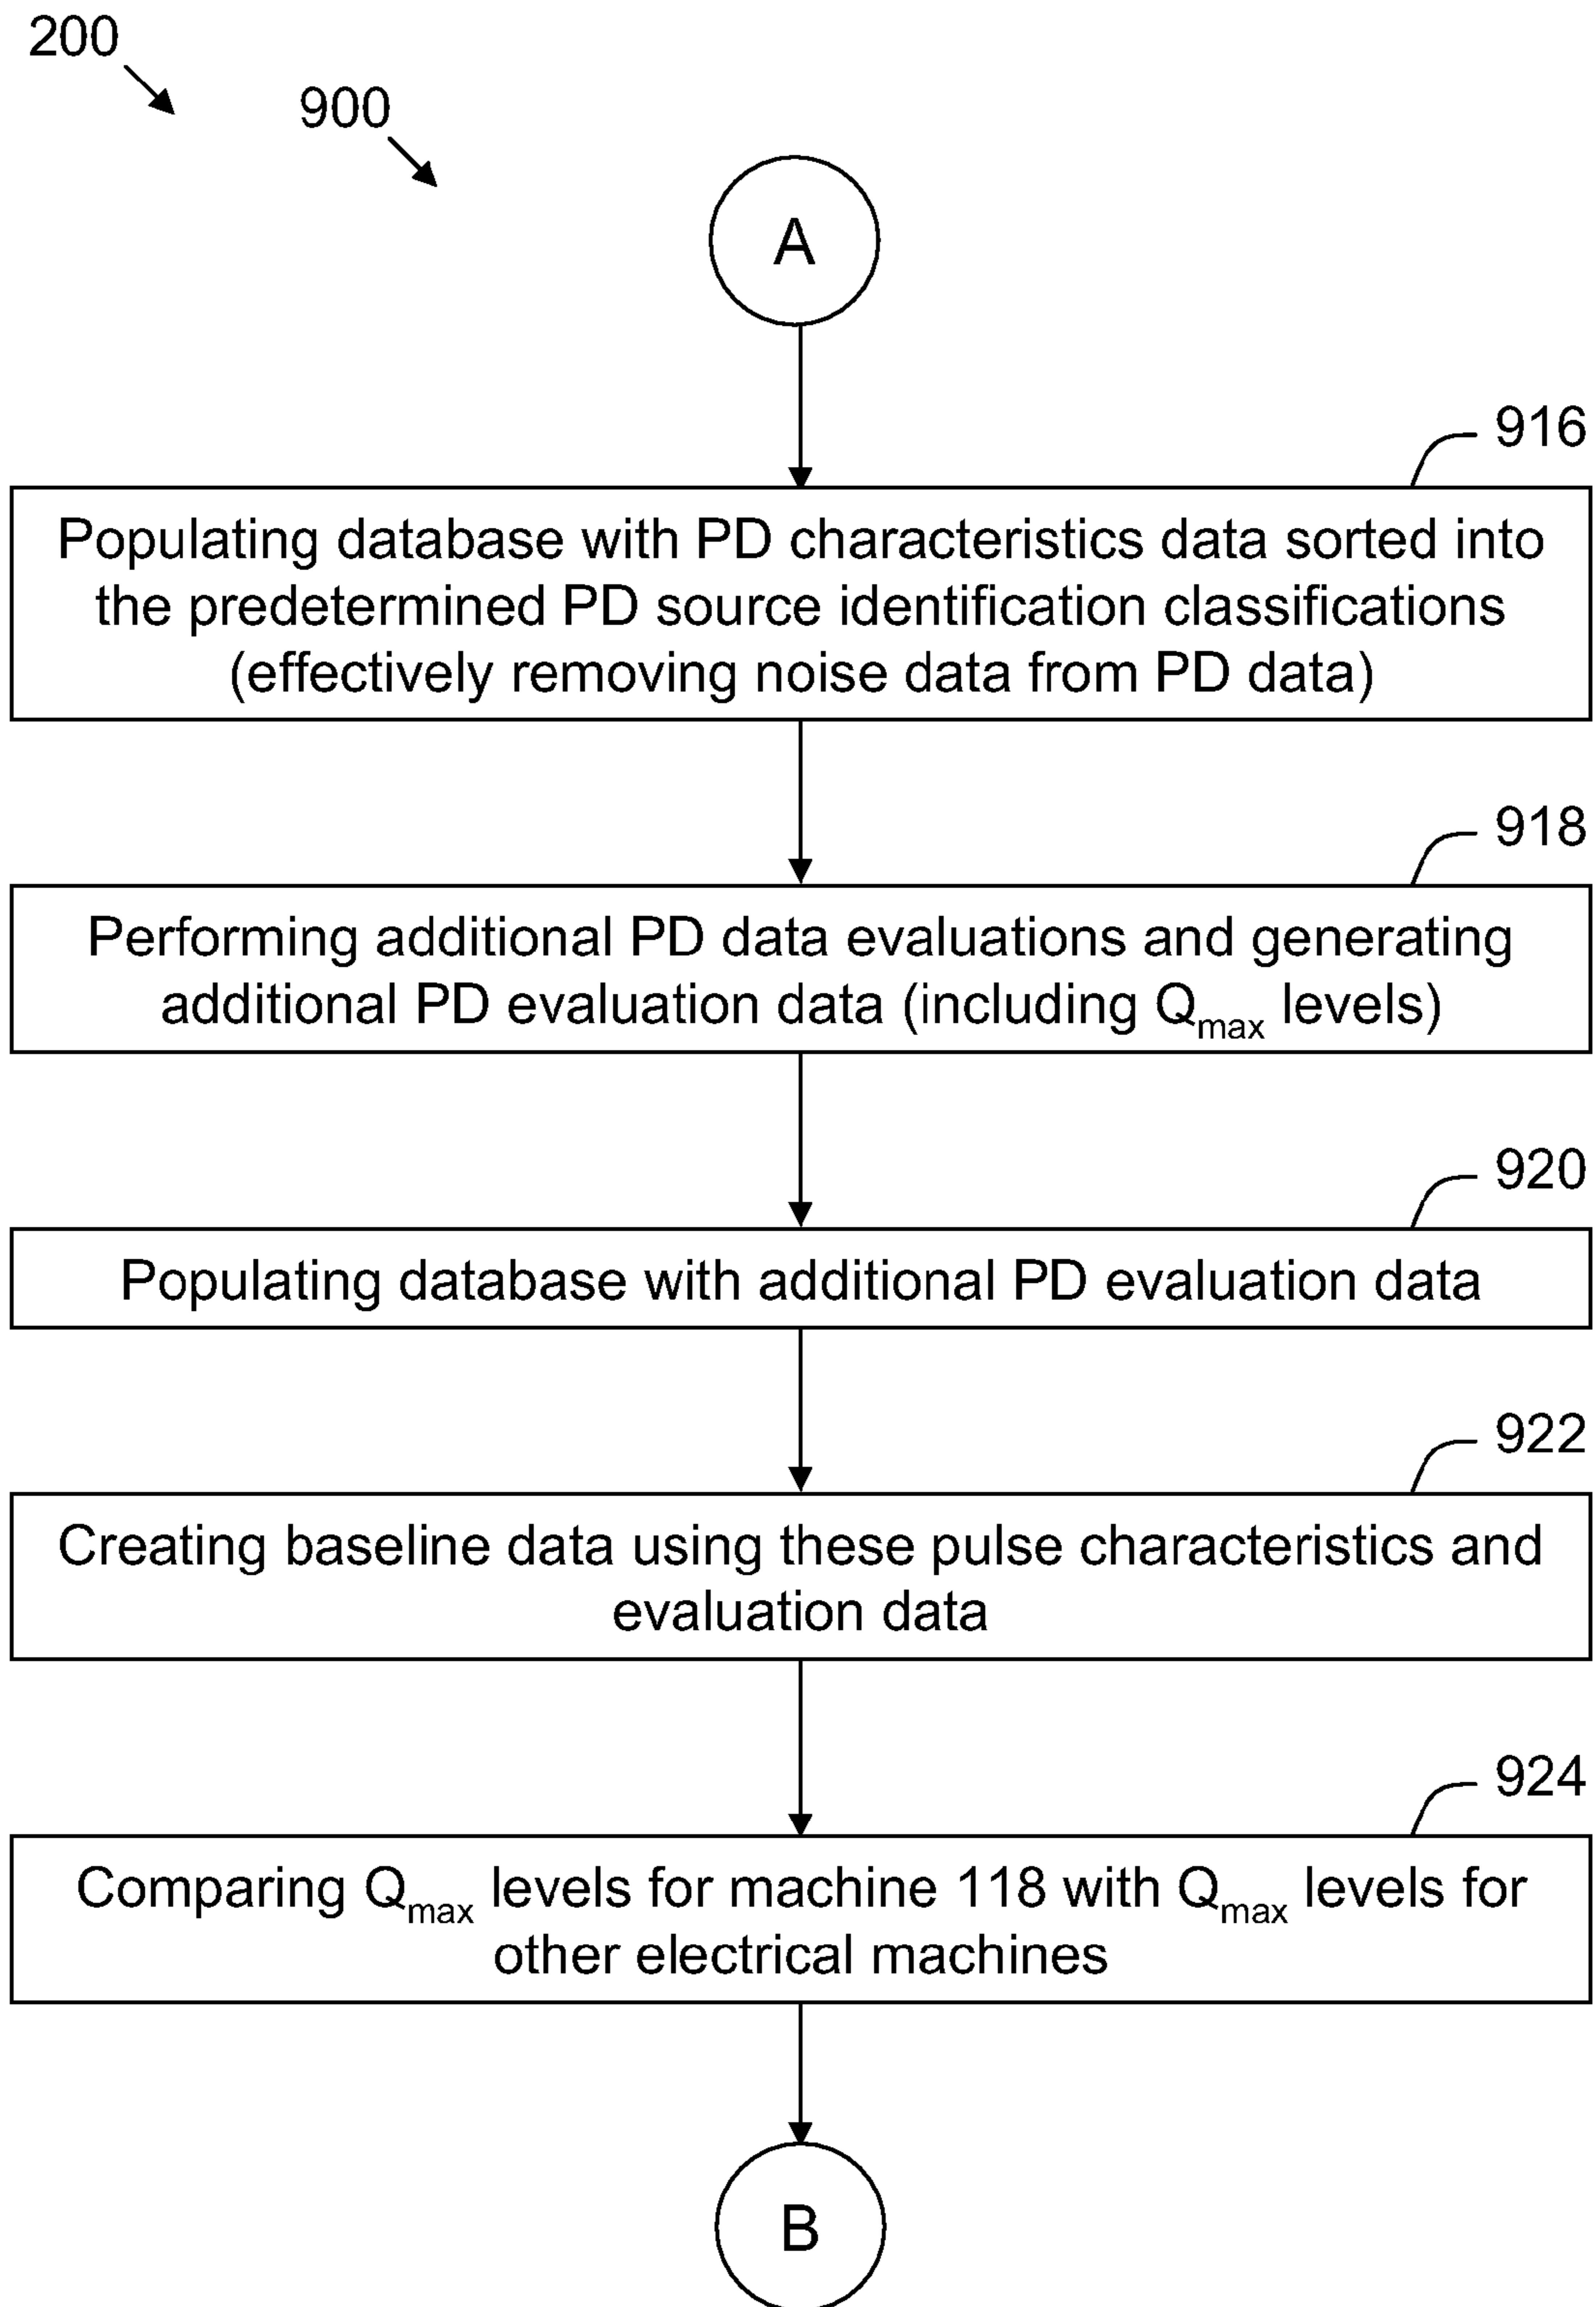 200
900
A
916
Populating database with PD characteristics data sorted into
the predetermined PD source identification classifications
(effectively removing noise data from PD data)
918
Performing additional PD data evaluations and generating
additional PD evaluation data (including Qmax levels)
920
Populating database with additional PD evaluation data
922
Creating baseline data using these pulse characteristics and
evaluation data
924
Comparing Qmax levels for machine 118 with Qmax levels for
other electrical machines
B